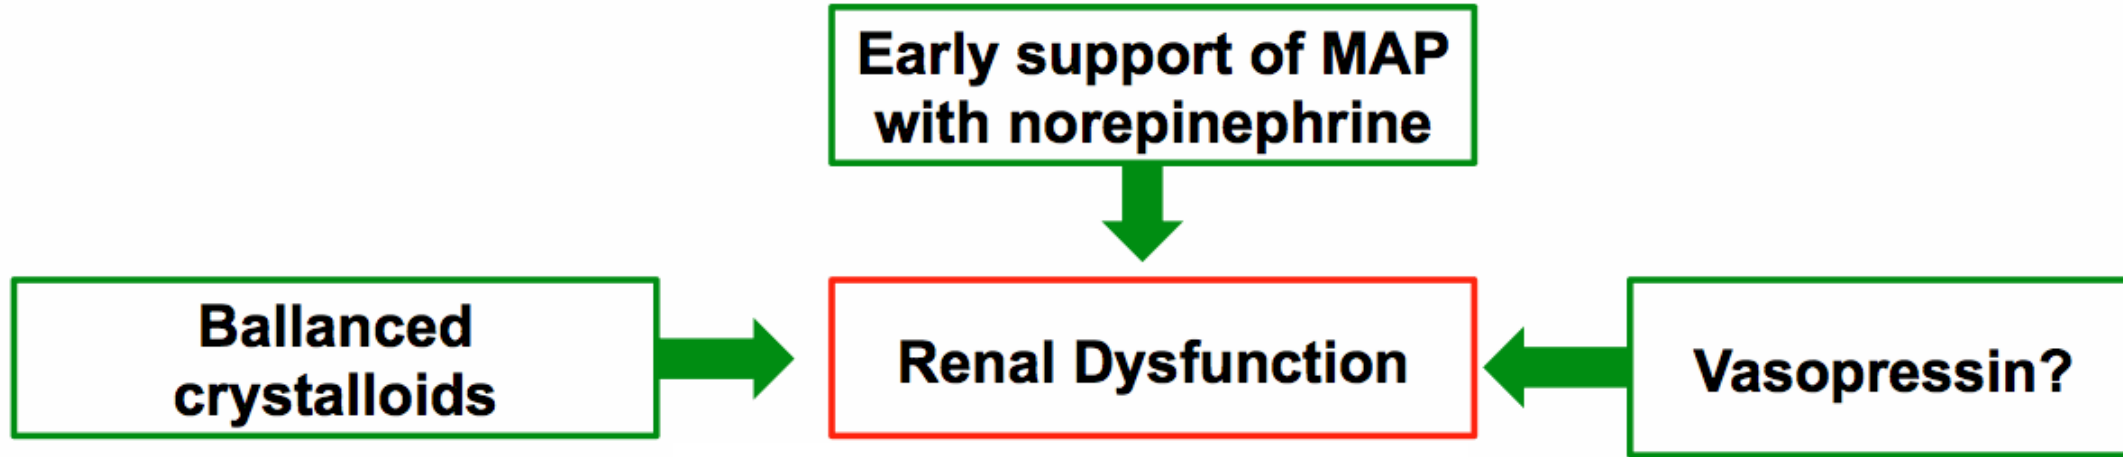 Early support of MAP
with norepinephrine
Ballanced
crystalloids
Renal Dysfunction
Vasopressin?